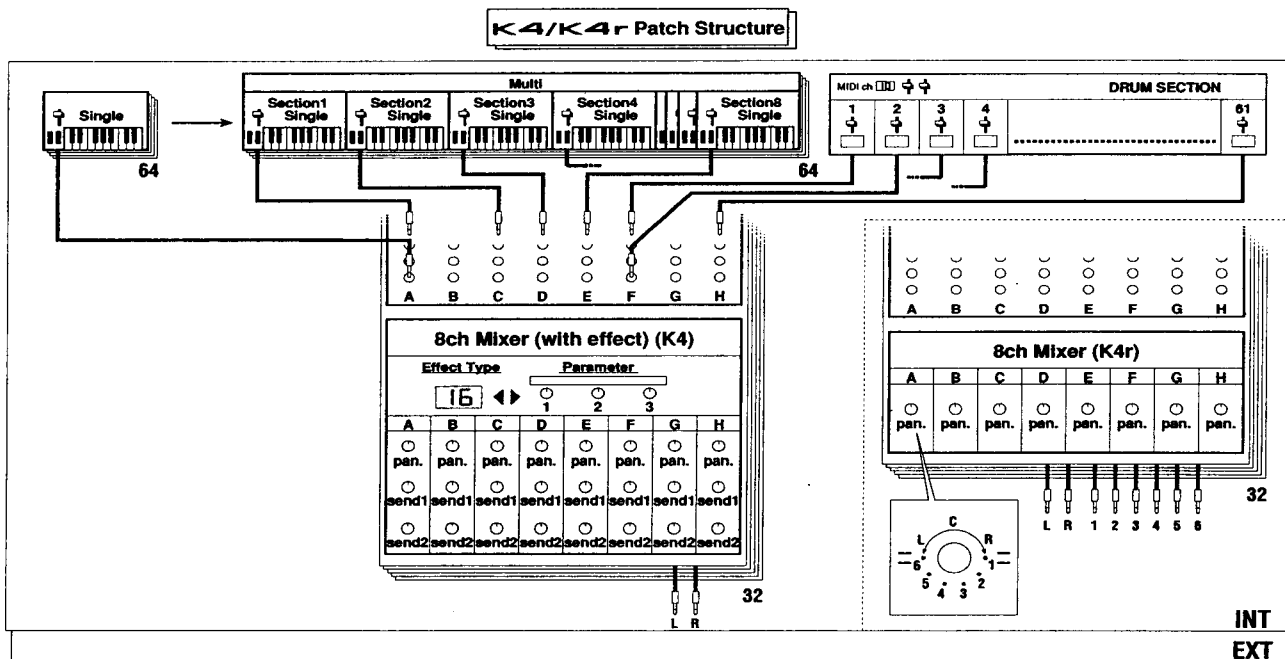 K4/K4r Patch Structure
Multi
MIDI ch DRUM SECTION
Single
Section1 Single
Section2 Single
Section3 Single
Section4 Single
Section8 Single
1 2 3 4 61
64
64
A B C D E F G H
A B C D E F G H
8ch Mixer (with effect) (K4)
Effect Type Parameter
16
1 2 3
A B C D E F G H
pan. pan. pan. pan. pan. pan. pan. pan.
send1 send1 send1 send1 send1 send1 send1 send1
send2 send2 send2 send2 send2 send2 send2 send2
32
L R
8ch Mixer (K4r)
A B C D E F G H
pan. pan. pan. pan. pan. pan. pan. pan.
32
L R 1 2 3 4 5 6
C
L R
6 1
5 2
4 3
INT
EXT